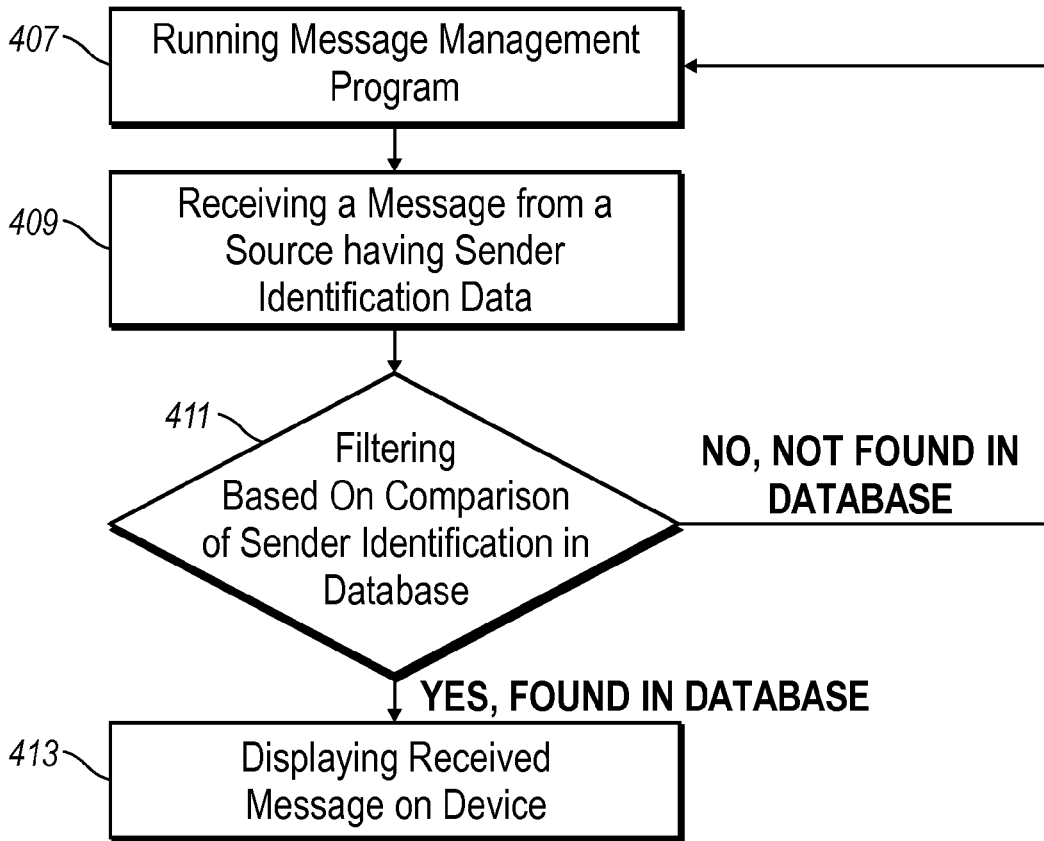 407
Running Message Management
Program
409
Receiving a Message from a
Source having Sender
Identification Data
411
Filtering
Based On Comparison
of Sender Identification in
Database
NO, NOT FOUND IN
DATABASE
YES, FOUND IN DATABASE
413
Displaying Received
Message on Device